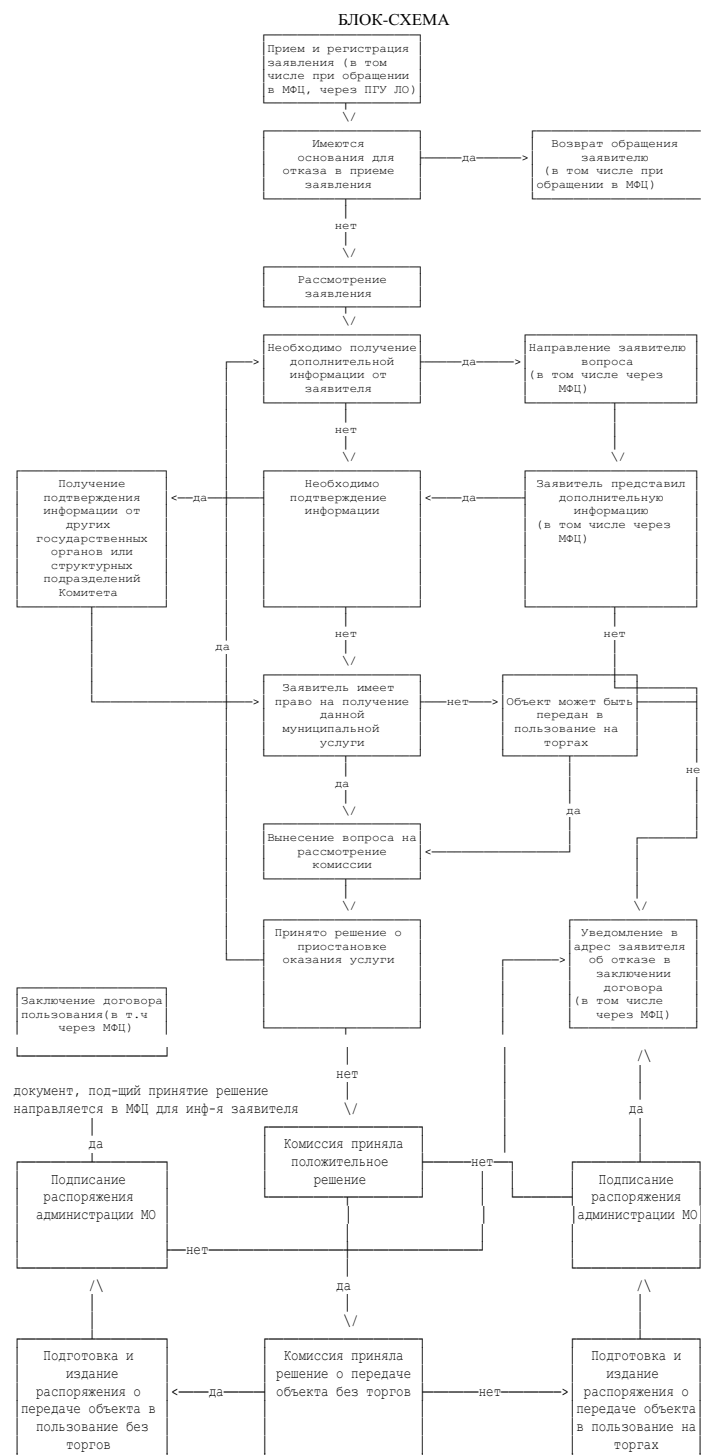 БЛОК-СХЕМА
Прием и регистрация
заявления (в том
числе при обращении
в МФЦ, через ПГУ ЛО)
Имеются
основания для
отказа в приеме
заявления
да
Возврат обращения
заявителю
(в том числе при
обращении в МФЦ)
нет
Рассмотрение
заявления
Необходимо получение
дополнительной
информации от
заявителя
да
Направление заявителю
вопроса
(в том числе через
МФЦ)
нет
Получение
подтверждения
информации от
других
государственных
органов или
структурных
подразделений
Комитета
да
Необходимо
подтверждение
информации
да
Заявитель представил
дополнительную
информацию
(в том числе через
МФЦ)
да
нет
нет
Заявитель имеет
право на получение
данной
муниципальной
услуги
нет
Объект может быть
передан в
пользование на
торгах
не
да
да
Вынесение вопроса на
рассмотрение
комиссии
Принято решение о
приостановке
оказания услуги
Уведомление в
адрес заявителя
об отказе в
заключении
договора
(в том числе
через МФЦ)
Заключение договора
пользования(в т.ч
через МФЦ)
нет
документ, под-щий принятие решение
направляется в МФЦ для инф-я заявителя
да
да
Подписание
распоряжения
администрации МО
Комиссия приняла
положительное
решение
нет
Подписание
распоряжения
администрации МО
нет
да
Подготовка и
издание
распоряжения о
передаче объекта в
пользование без
торгов
да
Комиссия приняла
решение о передаче
объекта без торгов
нет
Подготовка и
издание
распоряжения о
передаче объекта
в пользование на
торгах